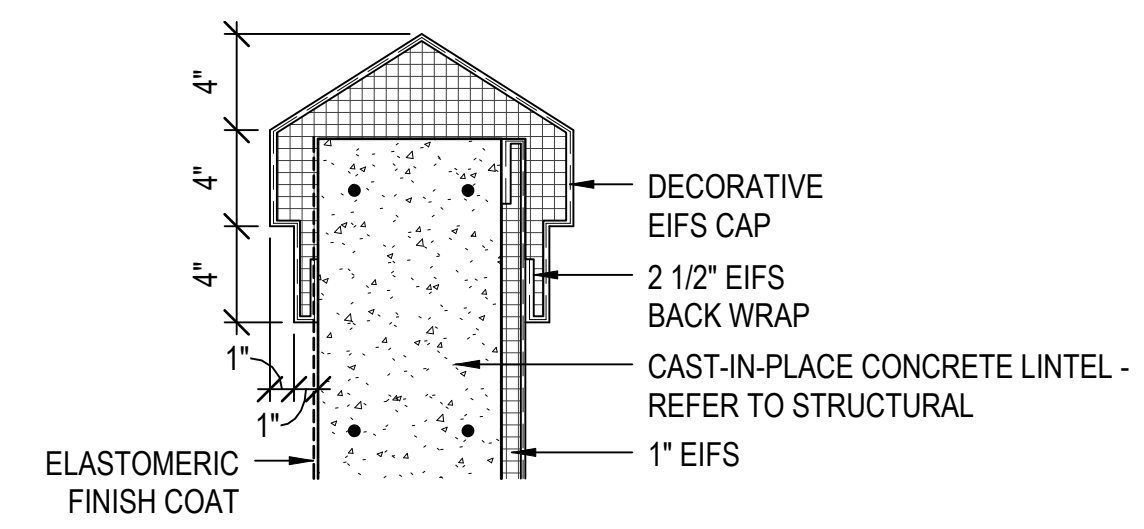 4"
4"
4"
1"
1"
DECORATIVE
EIFS CAP
2 1/2" EIFS
BACK WRAP
CAST-IN-PLACE CONCRETE LINTEL -
REFER TO STRUCTURAL
1" EIFS
ELASTOMERIC
FINISH COAT